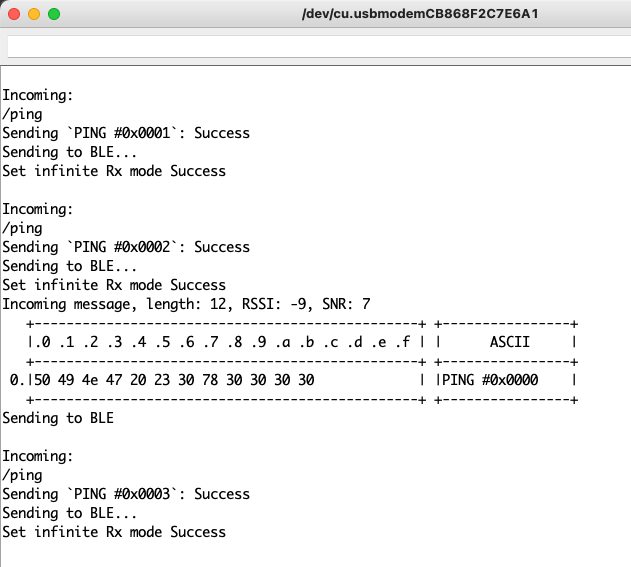 /dev/cu.usbmodemCB868F2C7E6A1
Incoming:
/ping
Sending `PING #0x0001`: Success
Sending to BLE...
Set infinite Rx mode Success
Incoming:
/ping
Sending `PING #0x0002`: Success
Sending to BLE...
Set infinite Rx mode Success
Incoming message, length: 12, RSSI: -9, SNR: 7
+------------------------------------------------+ +----------------+
|.0 .1 .2 .3 .4 .5 .6 .7 .8 .9 .a .b .c .d .e .f | |      ASCII     |
+------------------------------------------------+ +----------------+
0.|50 49 4e 47 20 23 30 78 30 30 30 30             | |PING #0x0000    |
+------------------------------------------------+ +----------------+
Sending to BLE
Incoming:
/ping
Sending `PING #0x0003`: Success
Sending to BLE...
Set infinite Rx mode Success